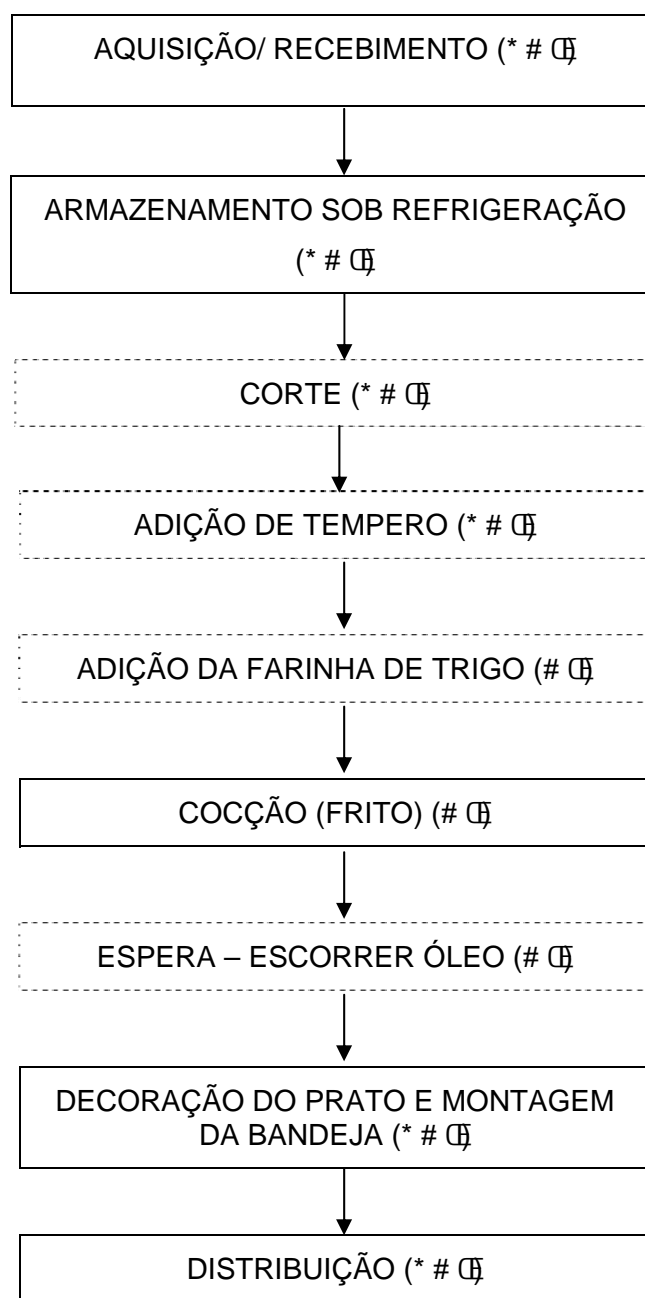 AQUISIÇÃO/ RECEBIMENTO (* # Œ)
ARMAZENAMENTO SOB REFRIGERAÇÃO
(* # Œ)
CORTE (* # Œ)
ADIÇÃO DE TEMPERO (* # Œ)
ADIÇÃO DA FARINHA DE TRIGO (# Œ)
COCÇÃO (FRITO) (# Œ)
ESPERA – ESCORRER ÓLEO (# Œ)
DECORAÇÃO DO PRATO E MONTAGEM
DA BANDEJA (* # Œ)
DISTRIBUIÇÃO (* # Œ)